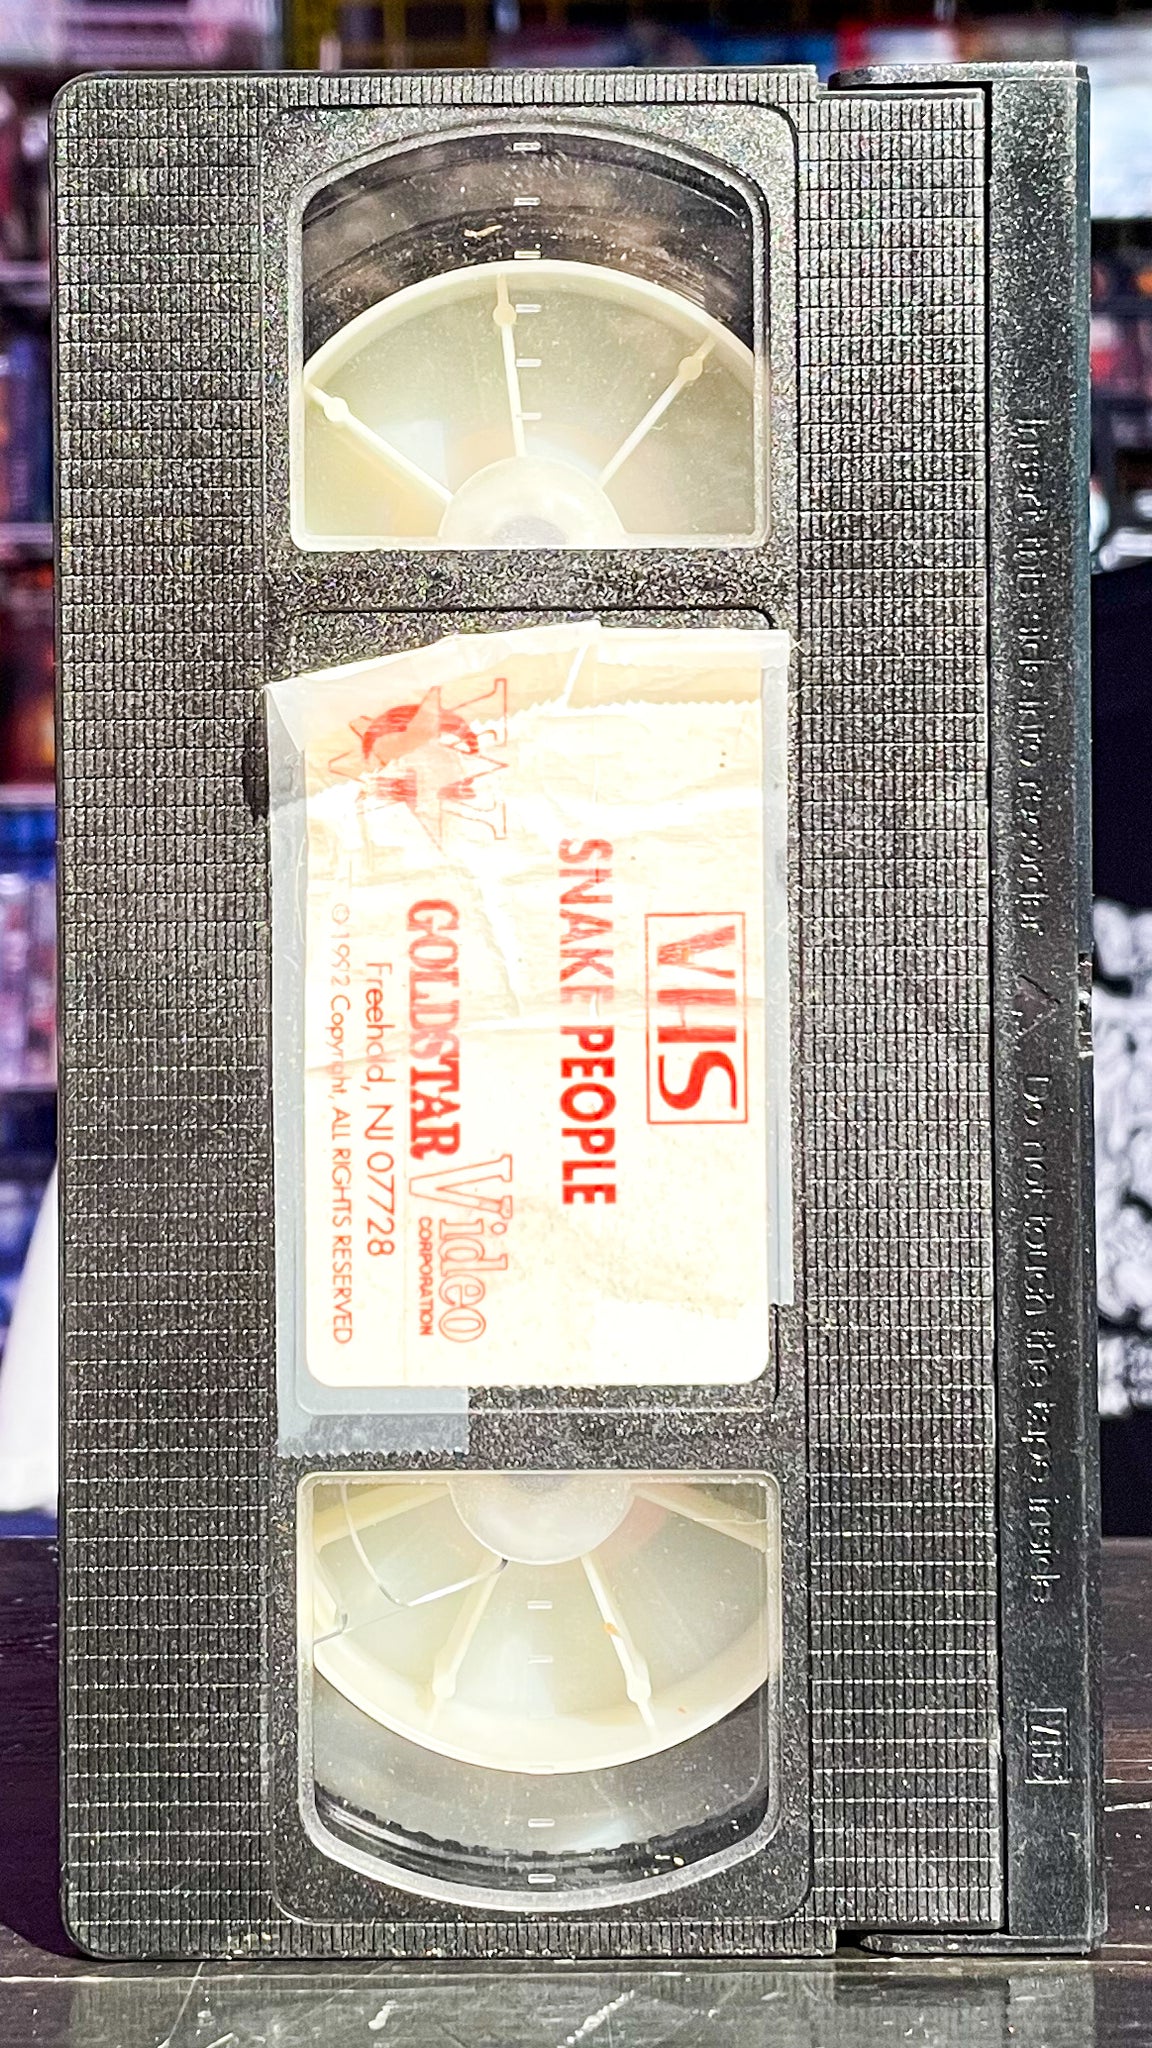 VHS
SNAKE PEOPLE
GOLDSTAR Video
CORPORATION
Freehold, NJ 07728
©1992 Copyright, ALL RIGHTS RESERVED
Insert this side into recorder △ Do not touch the tape inside
VHS